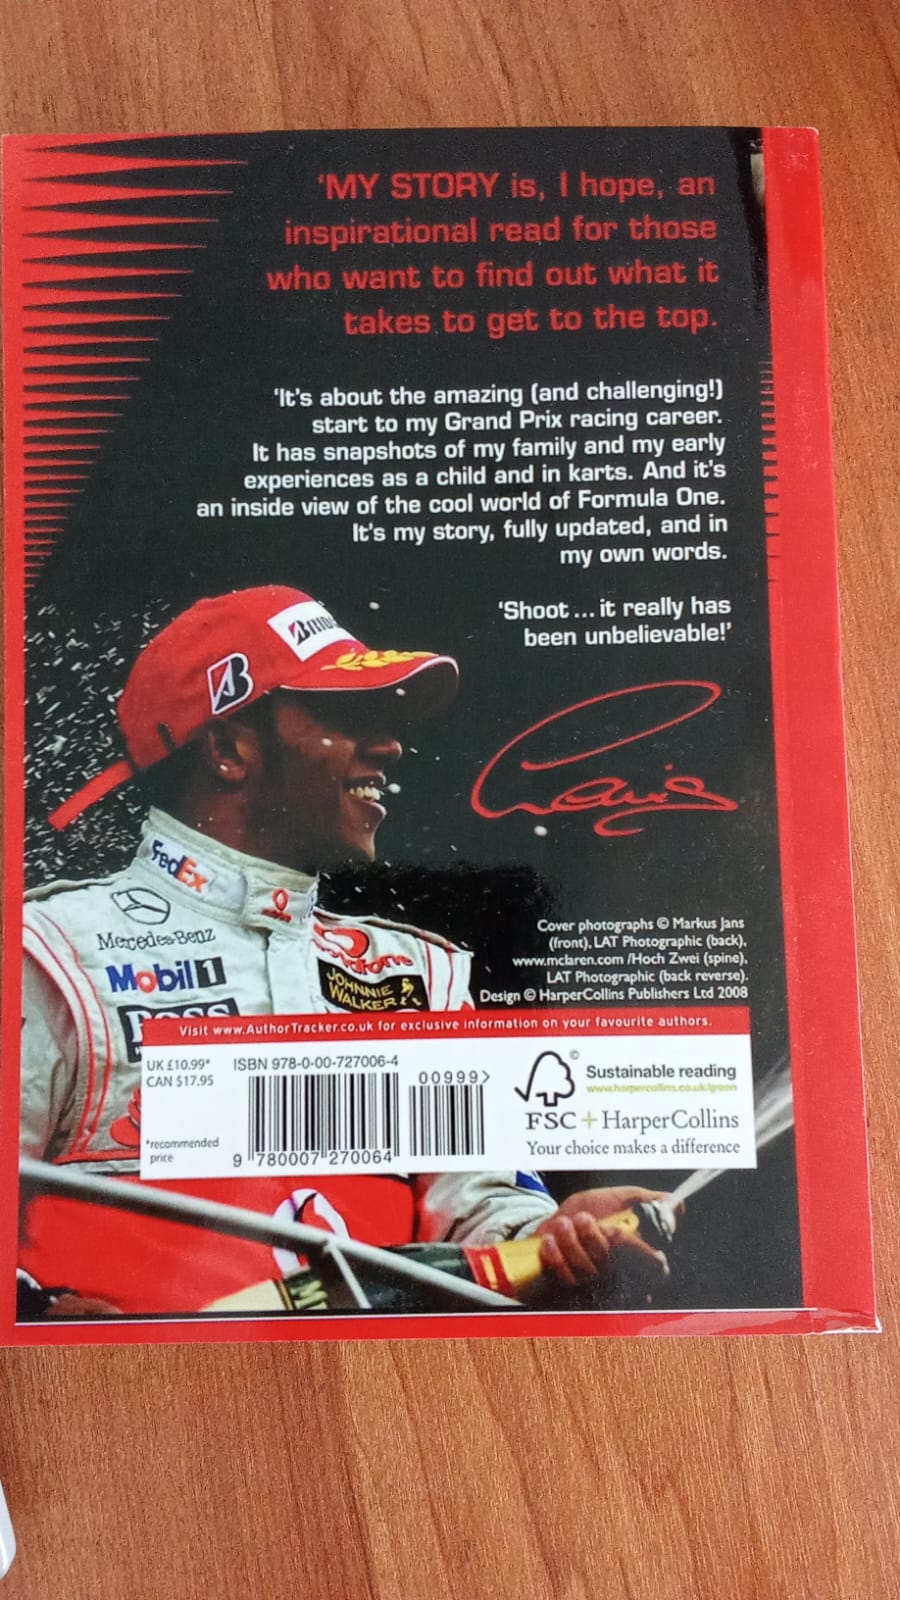 ‘MY STORY is, I hope, an
inspirational read for those
who want to find out what it
takes to get to the top.
‘It’s about the amazing (and challenging!)
start to my Grand Prix racing career.
It has snapshots of my family and my early
experiences as a child and in karts. And it’s
an inside view of the cool world of Formula One.
It’s my story, fully updated, and in
my own words.
‘Shoot ... it really has
been unbelievable!’
B
FedEx
Mercedes-Benz
Mobil 1
vodafone
JOHNNIE
WALKER
Cover photographs © Markus Jans
(front), LAT Photographic (back),
www.mclaren.com /Hoch Zwei (spine),
LAT Photographic (back reverse).
Design © HarperCollins Publishers Ltd 2008
Visit www.AuthorTracker.co.uk for exclusive information on your favourite authors.
UK £10.99*
CAN $17.95
*recommended
price
ISBN 978-0-00-727006-4
00999>
9 780007 270064
©
Sustainable reading
www.harpercollins.co.uk/green
FSC+HarperCollins
Your choice makes a difference